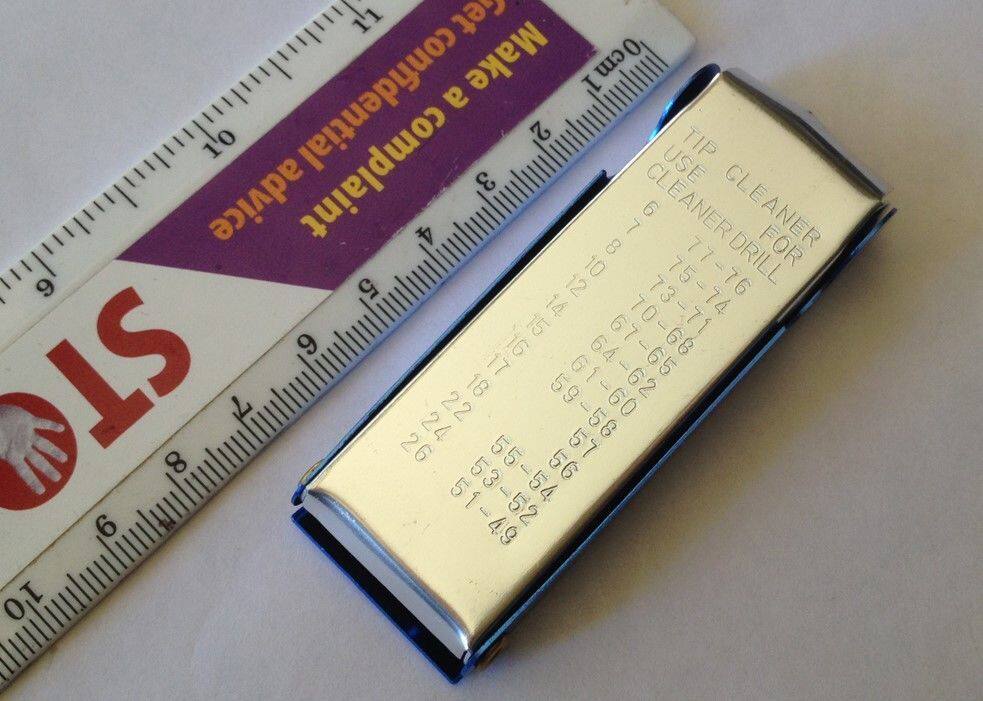 TIP CLEANER
USE FOR
CLEANER DRILL
6 77-76
7 75-74
8 73-71
10 70-68
12 67-65
14 64-62
15 61-60
16 59-58
17 57
18 56
22 55-54
24 53-52
26 51-49
Make a complaint
Get confidential advice
ST
0cm 1 2 3 4 5 6 7 8 9 10
11 10 9